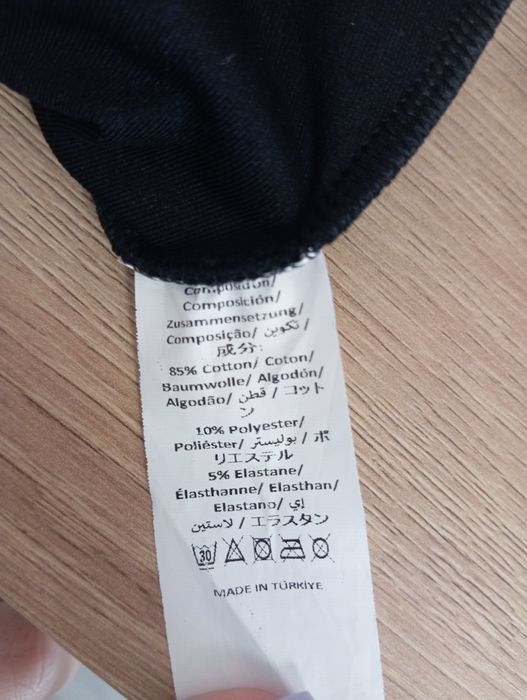 Composition/
Composición/
Zusammensetzung/
Composição/ تكوين /
成分:
85% Cotton/ Coton/
Baumwolle/ Algodón/
Algodão/ قطن / コット
ン
10% Polyester/
Poliéster/ بوليستر / ポ
リエステル
5% Elastane/
Élasthanne/ Elasthan/
Elastano/ إي
لاستين / エラスタン
30
MADE IN TÜRKİYE